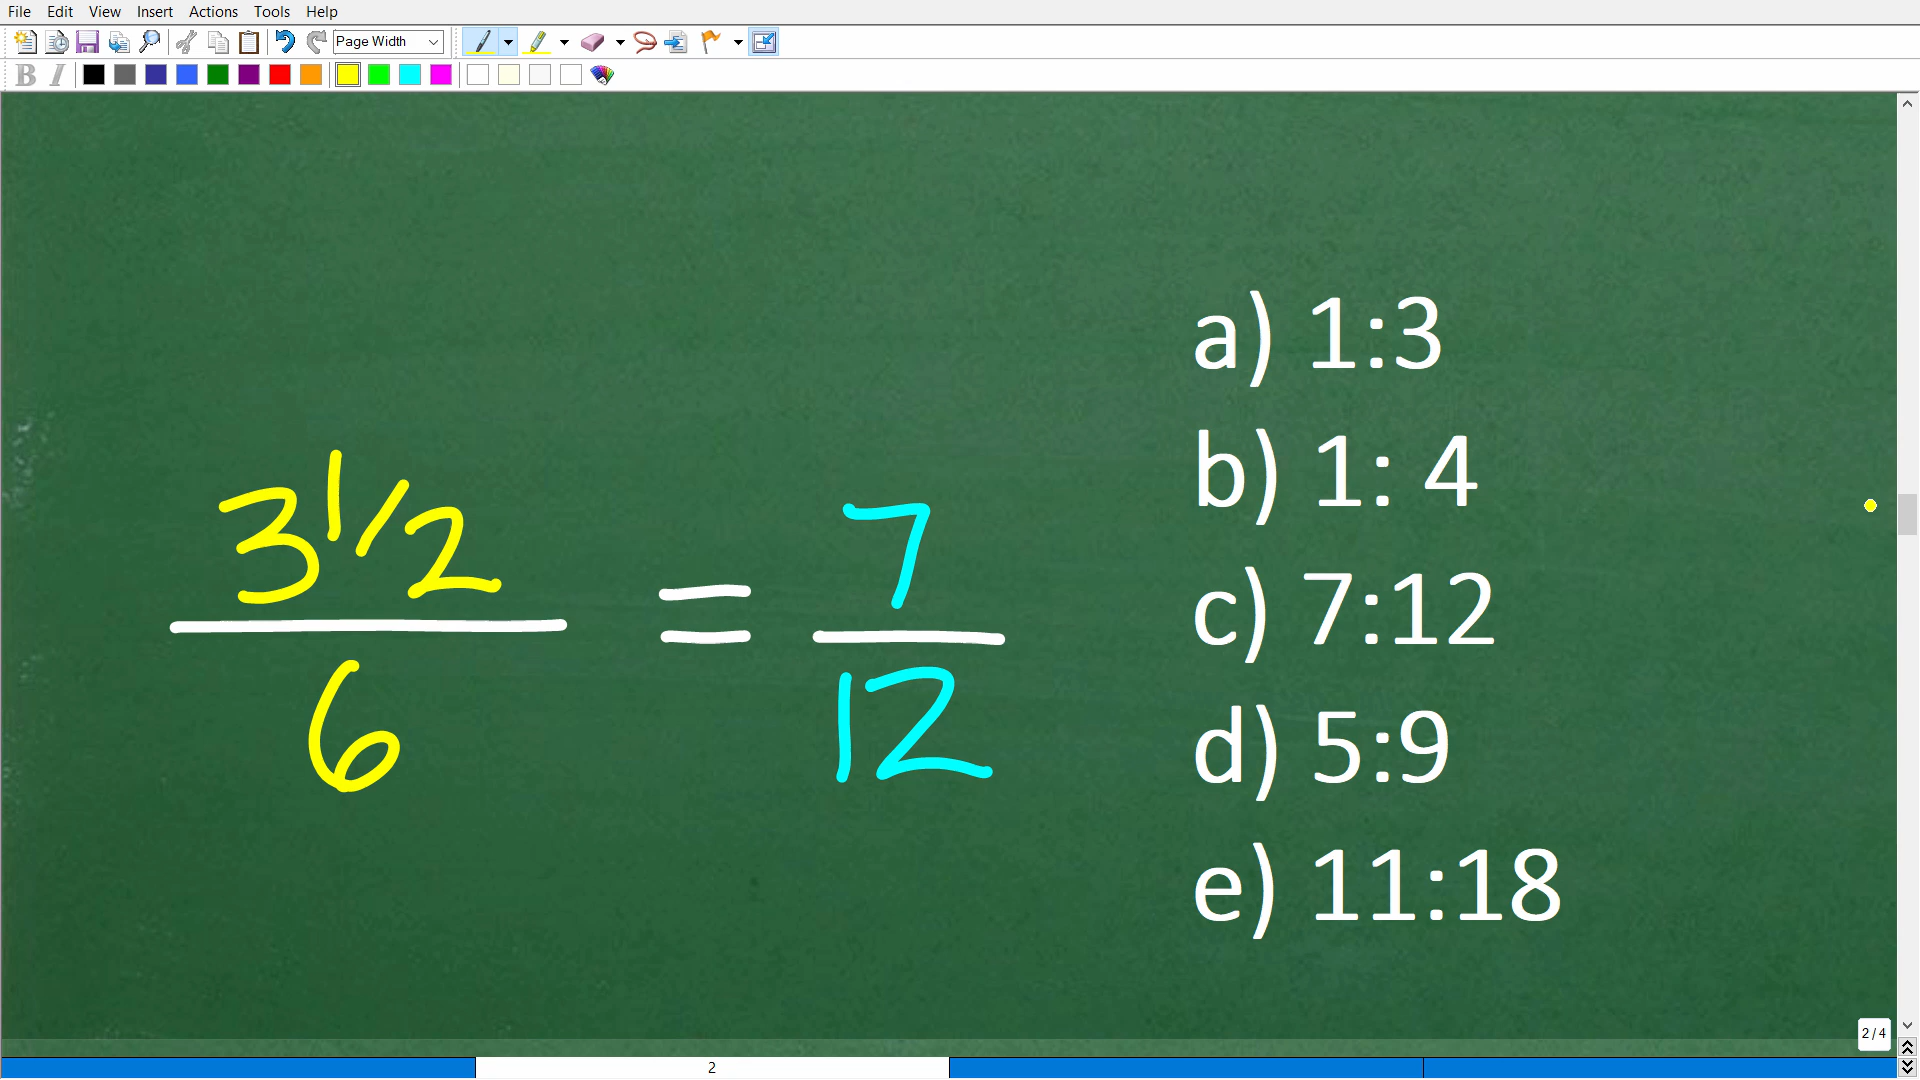 File Edit View Insert Actions Tools Help
Page Width
B I
3 1/2
6
=
7
12
a) 1:3
b) 1: 4
c) 7:12
d) 5:9
e) 11:18
2 / 4
2